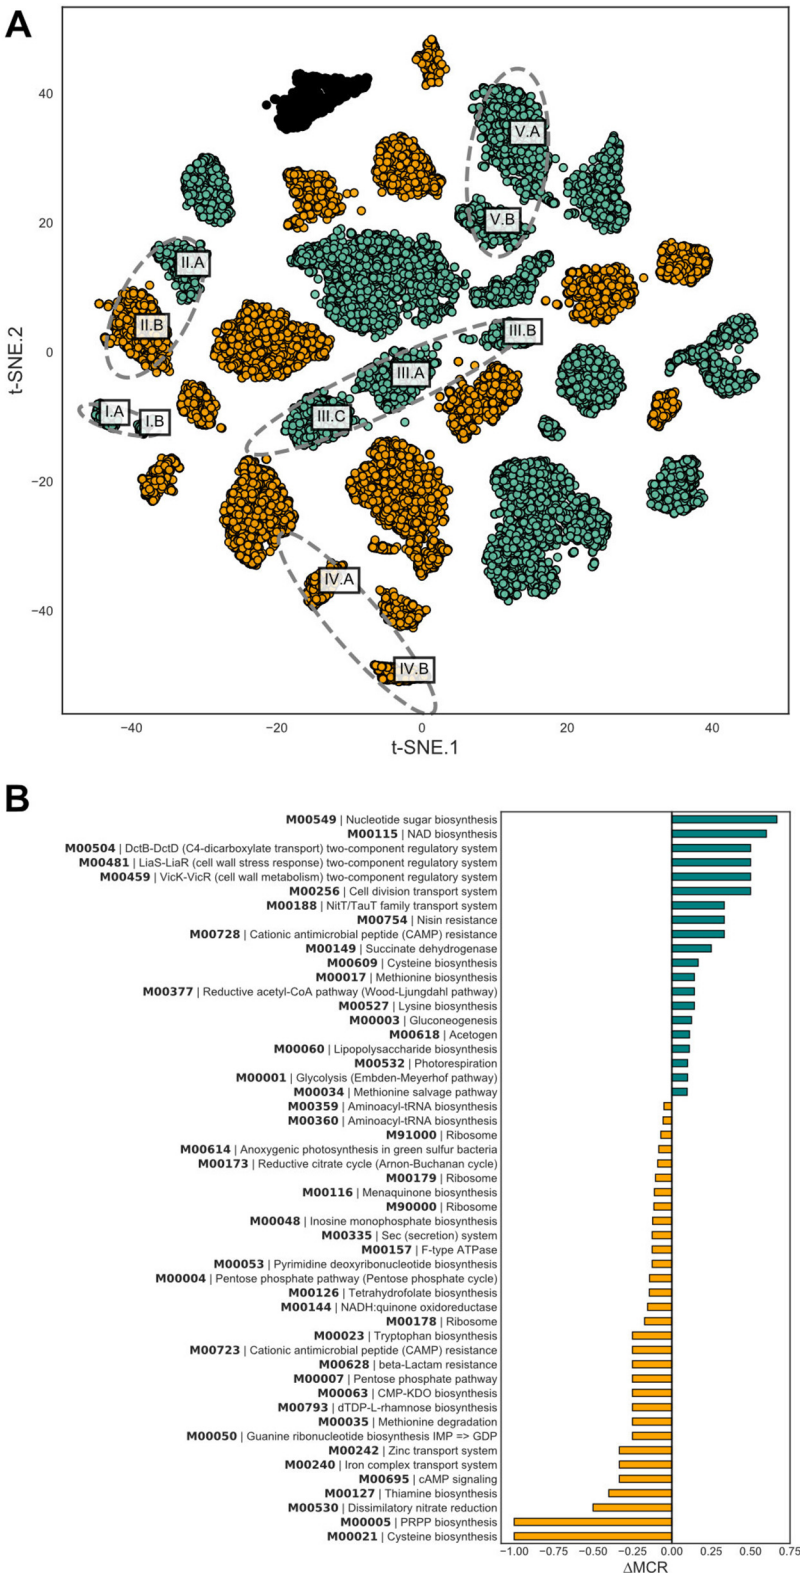 A
40
20
0
−20
−40
t-SNE.2
V.A
V.B
II.A
II.B
III.B
III.A
III.C
I.A
I.B
IV.A
IV.B
−40
−20
0
20
40
t-SNE.1
B
M00549 | Nucleotide sugar biosynthesis
M00115 | NAD biosynthesis
M00504 | DctB-DctD (C4-dicarboxylate transport) two-component regulatory system
M00481 | LiaS-LiaR (cell wall stress response) two-component regulatory system
M00459 | VicK-VicR (cell wall metabolism) two-component regulatory system
M00256 | Cell division transport system
M00188 | NitT/TauT family transport system
M00754 | Nisin resistance
M00728 | Cationic antimicrobial peptide (CAMP) resistance
M00149 | Succinate dehydrogenase
M00609 | Cysteine biosynthesis
M00017 | Methionine biosynthesis
M00377 | Reductive acetyl-CoA pathway (Wood-Ljungdahl pathway)
M00527 | Lysine biosynthesis
M00003 | Gluconeogenesis
M00618 | Acetogen
M00060 | Lipopolysaccharide biosynthesis
M00532 | Photorespiration
M00001 | Glycolysis (Embden-Meyerhof pathway)
M00034 | Methionine salvage pathway
M00359 | Aminoacyl-tRNA biosynthesis
M00360 | Aminoacyl-tRNA biosynthesis
M91000 | Ribosome
M00614 | Anoxygenic photosynthesis in green sulfur bacteria
M00173 | Reductive citrate cycle (Arnon-Buchanan cycle)
M00179 | Ribosome
M00116 | Menaquinone biosynthesis
M90000 | Ribosome
M00048 | Inosine monophosphate biosynthesis
M00335 | Sec (secretion) system
M00157 | F-type ATPase
M00053 | Pyrimidine deoxyribonucleotide biosynthesis
M00004 | Pentose phosphate pathway (Pentose phosphate cycle)
M00126 | Tetrahydrofolate biosynthesis
M00144 | NADH:quinone oxidoreductase
M00178 | Ribosome
M00023 | Tryptophan biosynthesis
M00723 | Cationic antimicrobial peptide (CAMP) resistance
M00628 | beta-Lactam resistance
M00007 | Pentose phosphate pathway
M00063 | CMP-KDO biosynthesis
M00793 | dTDP-L-rhamnose biosynthesis
M00035 | Methionine degradation
M00050 | Guanine ribonucleotide biosynthesis IMP => GDP
M00242 | Zinc transport system
M00240 | Iron complex transport system
M00695 | cAMP signaling
M00127 | Thiamine biosynthesis
M00530 | Dissimilatory nitrate reduction
M00005 | PRPP biosynthesis
M00021 | Cysteine biosynthesis
−1.00 −0.75 −0.50 −0.25 0.00 0.25 0.50 0.75
ΔMCR